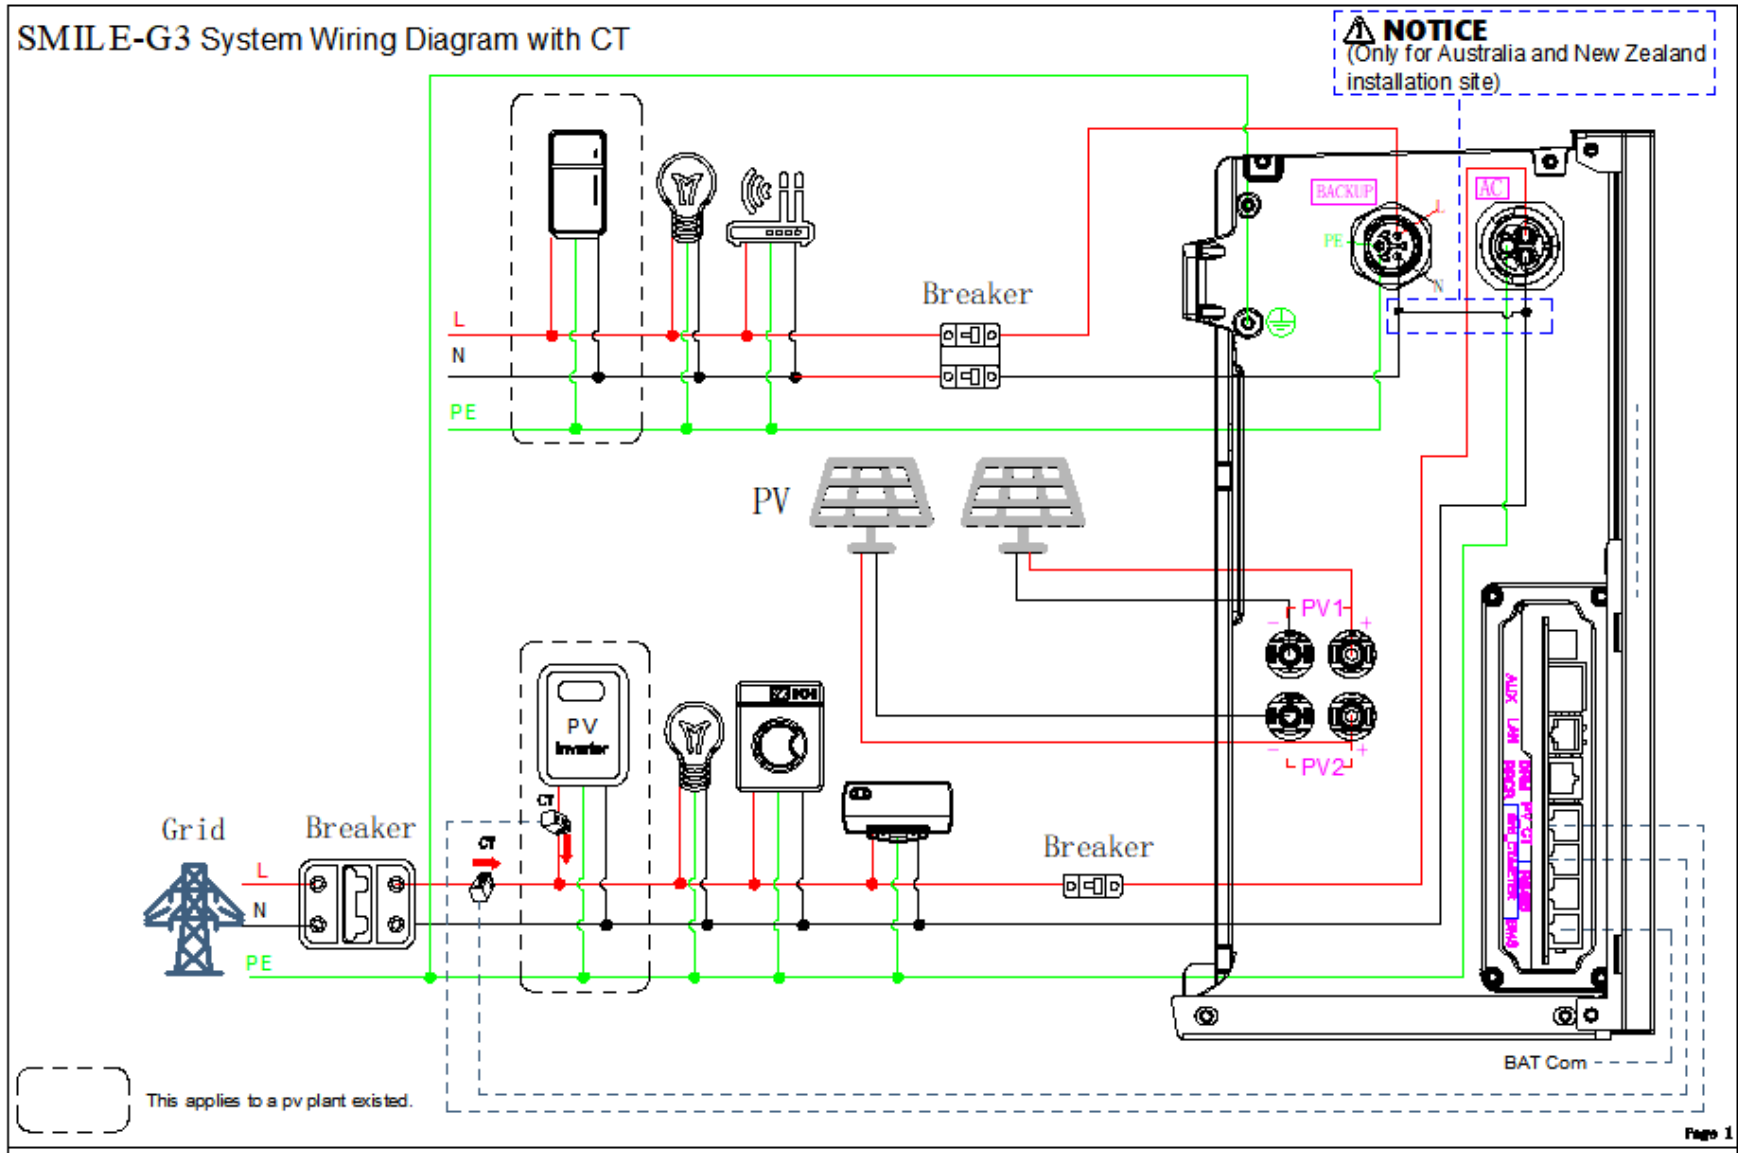 SMILE-G3 System Wiring Diagram with CT
NOTICE
(Only for Australia and New Zealand
installation site)
BACKUP
AC
L
PE
N
Breaker
L
N
PE
PV
PV1
- +
- +
PV2
PV
Inverter
CT
CT
Grid
Breaker
Breaker
L
N
PE
AUX LAN
PV CT
BAT Com
This applies to a pv plant existed.
Page 1